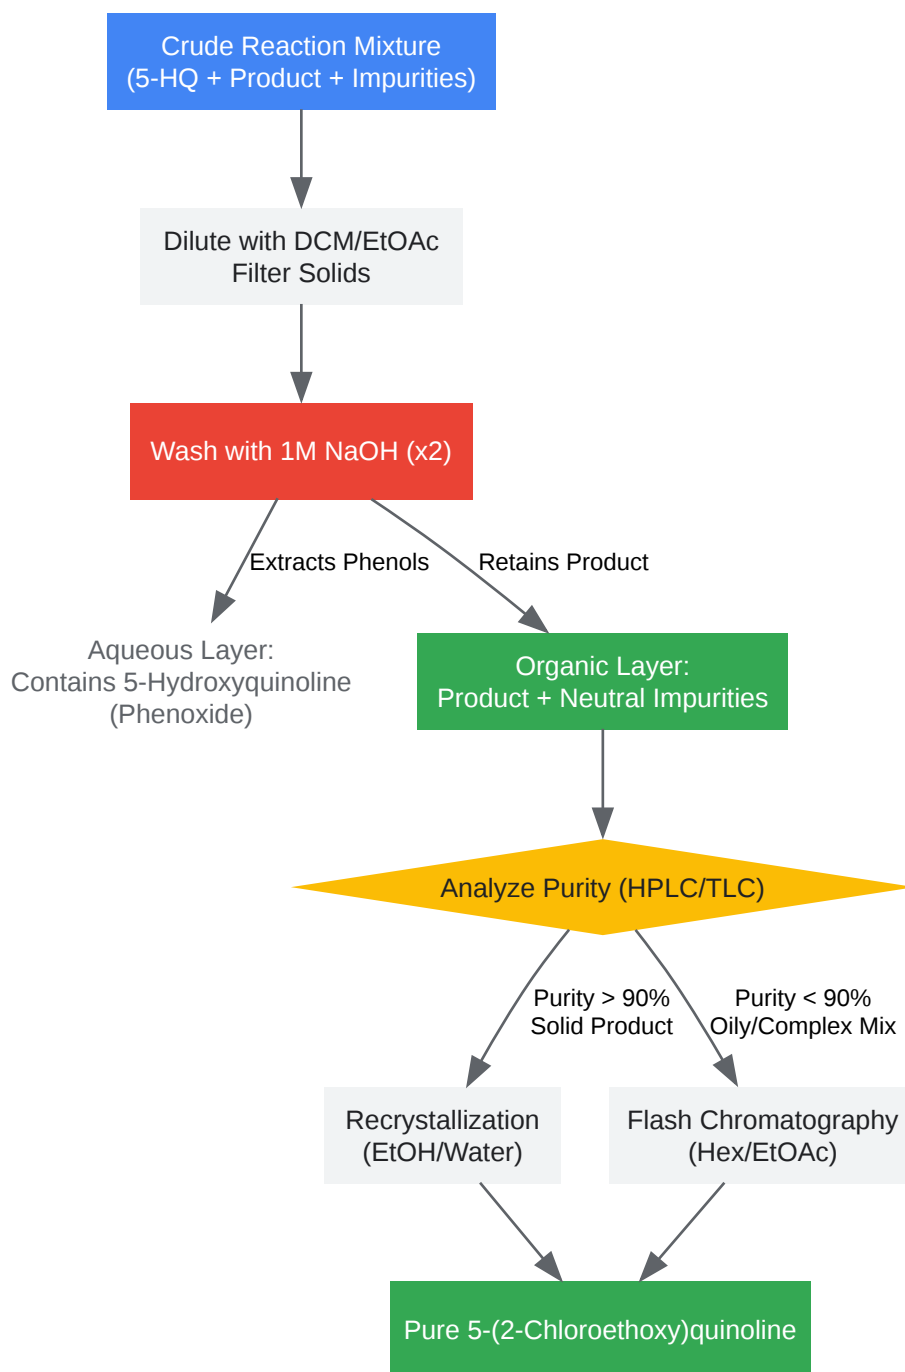 Crude Reaction Mixture
(5-HQ + Product + Impurities)
Dilute with DCM/EtOAc
Filter Solids
Wash with 1M NaOH (x2)
Extracts Phenols
Retains Product
Aqueous Layer:
Contains 5-Hydroxyquinoline
(Phenoxide)
Organic Layer:
Product + Neutral Impurities
Analyze Purity (HPLC/TLC)
Purity > 90%
Solid Product
Purity < 90%
Oily/Complex Mix
Recrystallization
(EtOH/Water)
Flash Chromatography
(Hex/EtOAc)
Pure 5-(2-Chloroethoxy)quinoline